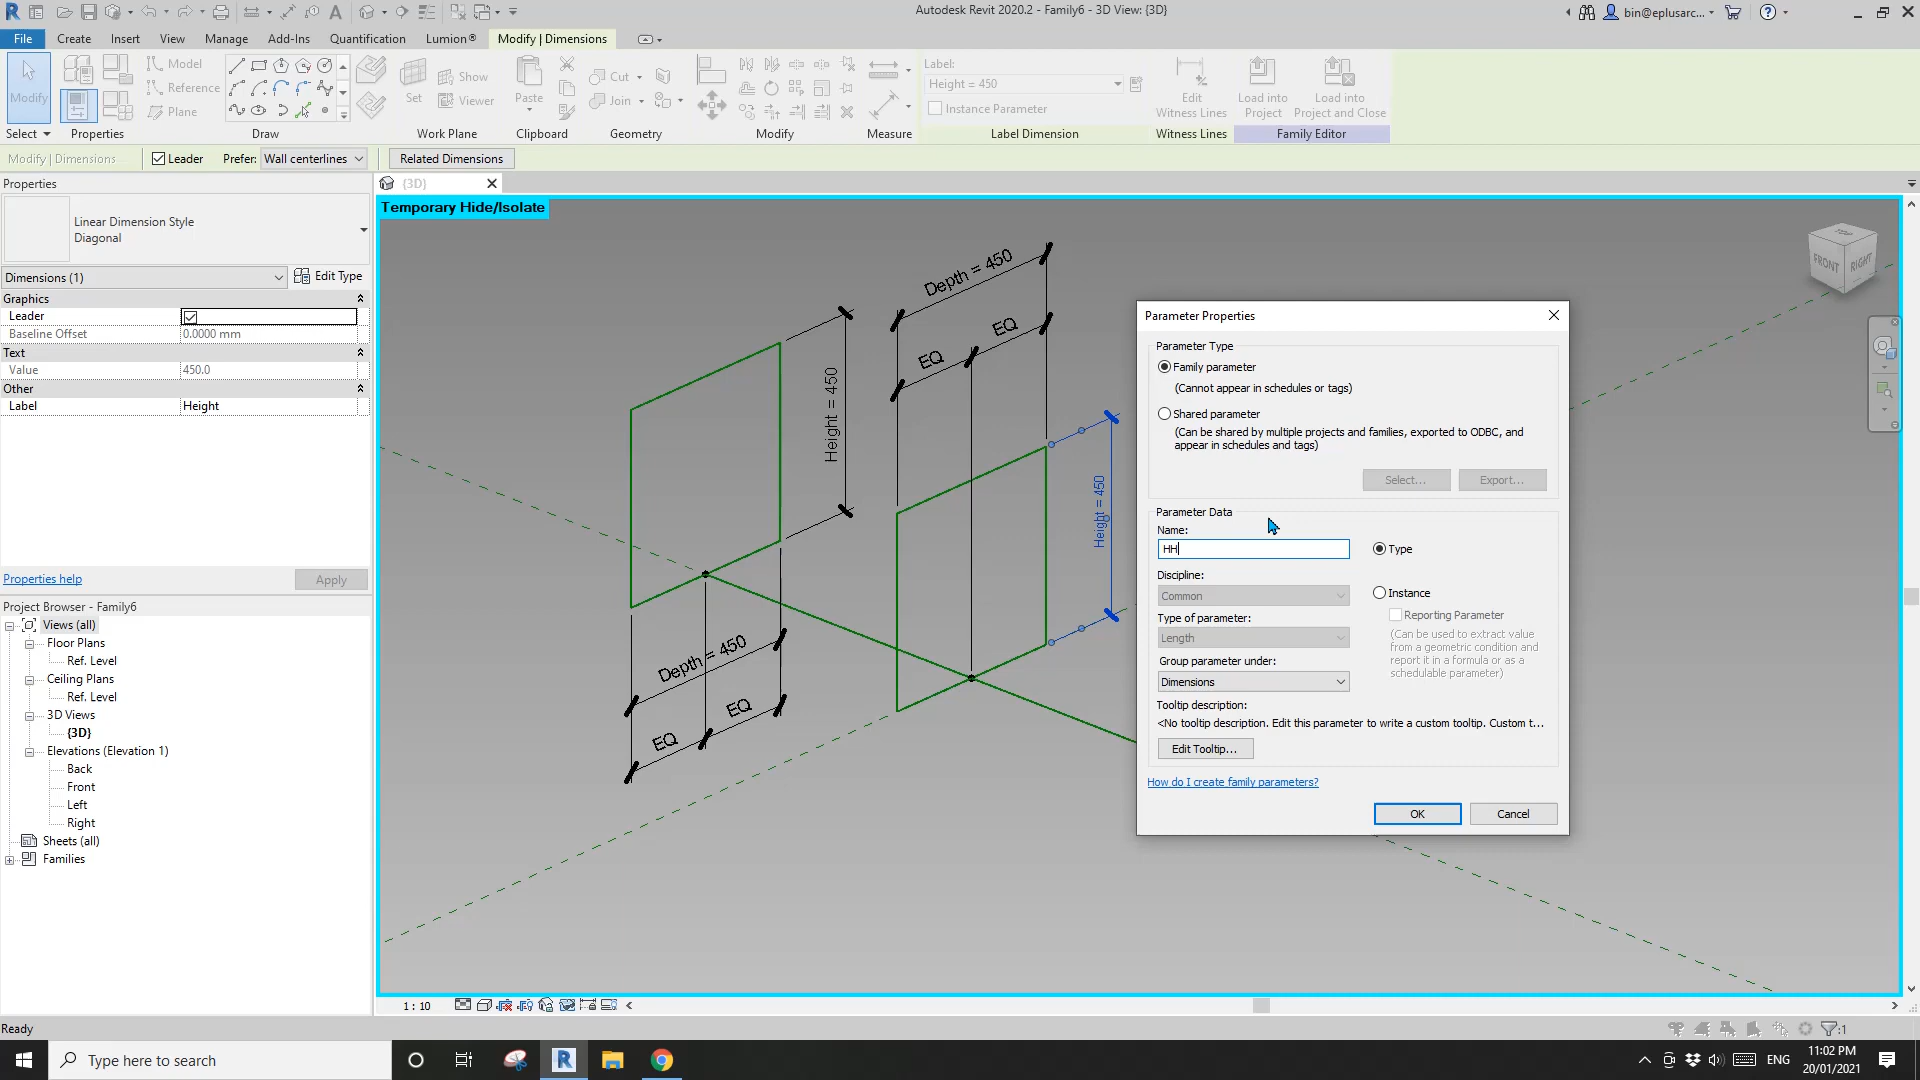 Autodesk Revit 2020.2 - Family6 - 3D View: {3D}
bin@eplusarc...
File
Create
Insert
View
Manage
Add-Ins
Quantification
Lumion®
Modify | Dimensions
Modify
Select
Properties
Model
Reference
Plane
Draw
Set
Show
Viewer
Work Plane
Paste
Clipboard
Cut
Join
Geometry
Modify
Measure
Label:
Height = 450
Instance Parameter
Label Dimension
Edit
Witness Lines
Witness Lines
Load into
Project
Load into
Project and Close
Family Editor
Modify | Dimensions
Leader
Prefer:
Wall centerlines
Related Dimensions
Properties
Linear Dimension Style
Diagonal
Dimensions (1)
Edit Type
Graphics
Leader
Baseline Offset
0.0000 mm
Text
Value
450.0
Other
Label
Height
Properties help
Apply
Project Browser - Family6
Views (all)
Floor Plans
Ref. Level
Ceiling Plans
Ref. Level
3D Views
{3D}
Elevations (Elevation 1)
Back
Front
Left
Right
Sheets (all)
Families
{3D}
Temporary Hide/Isolate
Depth = 450
EQ
EQ
Height = 450
Height = 450
Depth = 450
EQ
EQ
TOP
FRONT
RIGHT
Parameter Properties
Parameter Type
Family parameter
(Cannot appear in schedules or tags)
Shared parameter
(Can be shared by multiple projects and families, exported to ODBC, and
appear in schedules and tags)
Select...
Export...
Parameter Data
Name:
HH
Type
Discipline:
Common
Instance
Reporting Parameter
Type of parameter:
Length
(Can be used to extract value
from a geometric condition and
report it in a formula or as a
schedulable parameter)
Group parameter under:
Dimensions
Tooltip description:
<No tooltip description. Edit this parameter to write a custom tooltip. Custom t...
Edit Tooltip...
How do I create family parameters?
OK
Cancel
1 : 10
Ready
:1
Type here to search
ENG
11:02 PM
20/01/2021